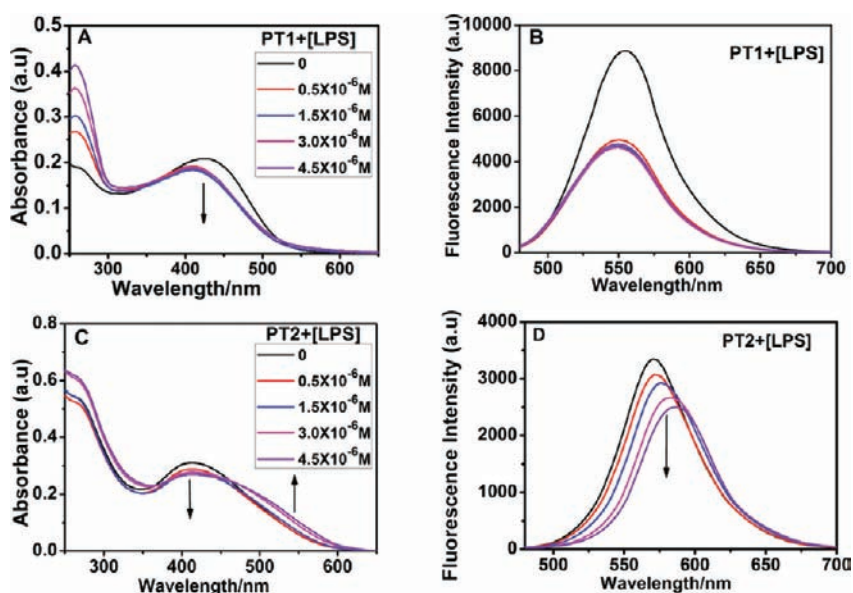 A
PT1+[LPS]
0
0.5X10⁻⁶M
1.5X10⁻⁶M
3.0X10⁻⁶M
4.5X10⁻⁶M
Absorbance (a.u)
0.5
0.4
0.3
0.2
0.1
0.0
300
400
500
600
Wavelength/nm
B
PT1+[LPS]
Fluorescence Intensity (a.u)
10000
8000
6000
4000
2000
0
500
550
600
650
700
Wavelength/nm
C
PT2+[LPS]
0
0.5X10⁻⁶M
1.5X10⁻⁶M
3.0X10⁻⁶M
4.5X10⁻⁶M
Absorbance (a.u)
0.8
0.6
0.4
0.2
0.0
300
400
500
600
Wavelength/nm
D
PT2+[LPS]
Fluorescence Intensity (a.u)
4000
3000
2000
1000
0
500
550
600
650
700
Wavelength/nm